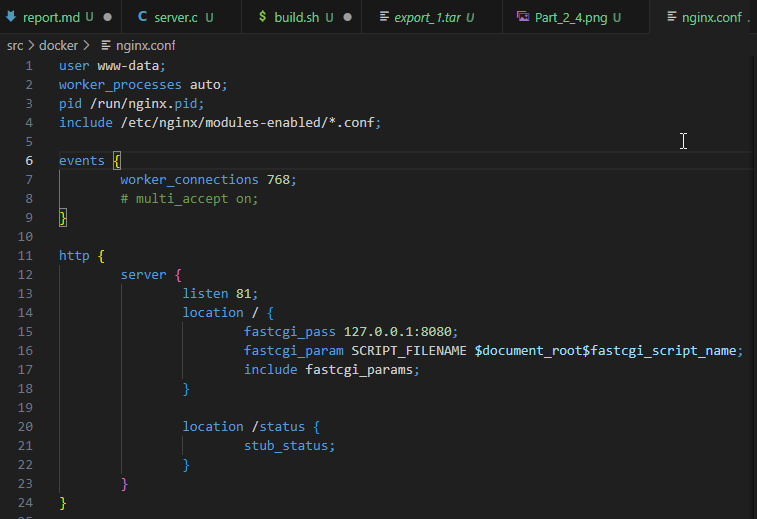 report.md U
server.c U
$ build.sh U
export_1.tar U
Part_2_4.png U
nginx.conf
src > docker > nginx.conf
1 user www-data;
2 worker_processes auto;
3 pid /run/nginx.pid;
4 include /etc/nginx/modules-enabled/*.conf;
5
6 events {
7 worker_connections 768;
8 # multi_accept on;
9 }
10
11 http {
12 server {
13 listen 81;
14 location / {
15 fastcgi_pass 127.0.0.1:8080;
16 fastcgi_param SCRIPT_FILENAME $document_root$fastcgi_script_name;
17 include fastcgi_params;
18 }
19
20 location /status {
21 stub_status;
22 }
23 }
24 }